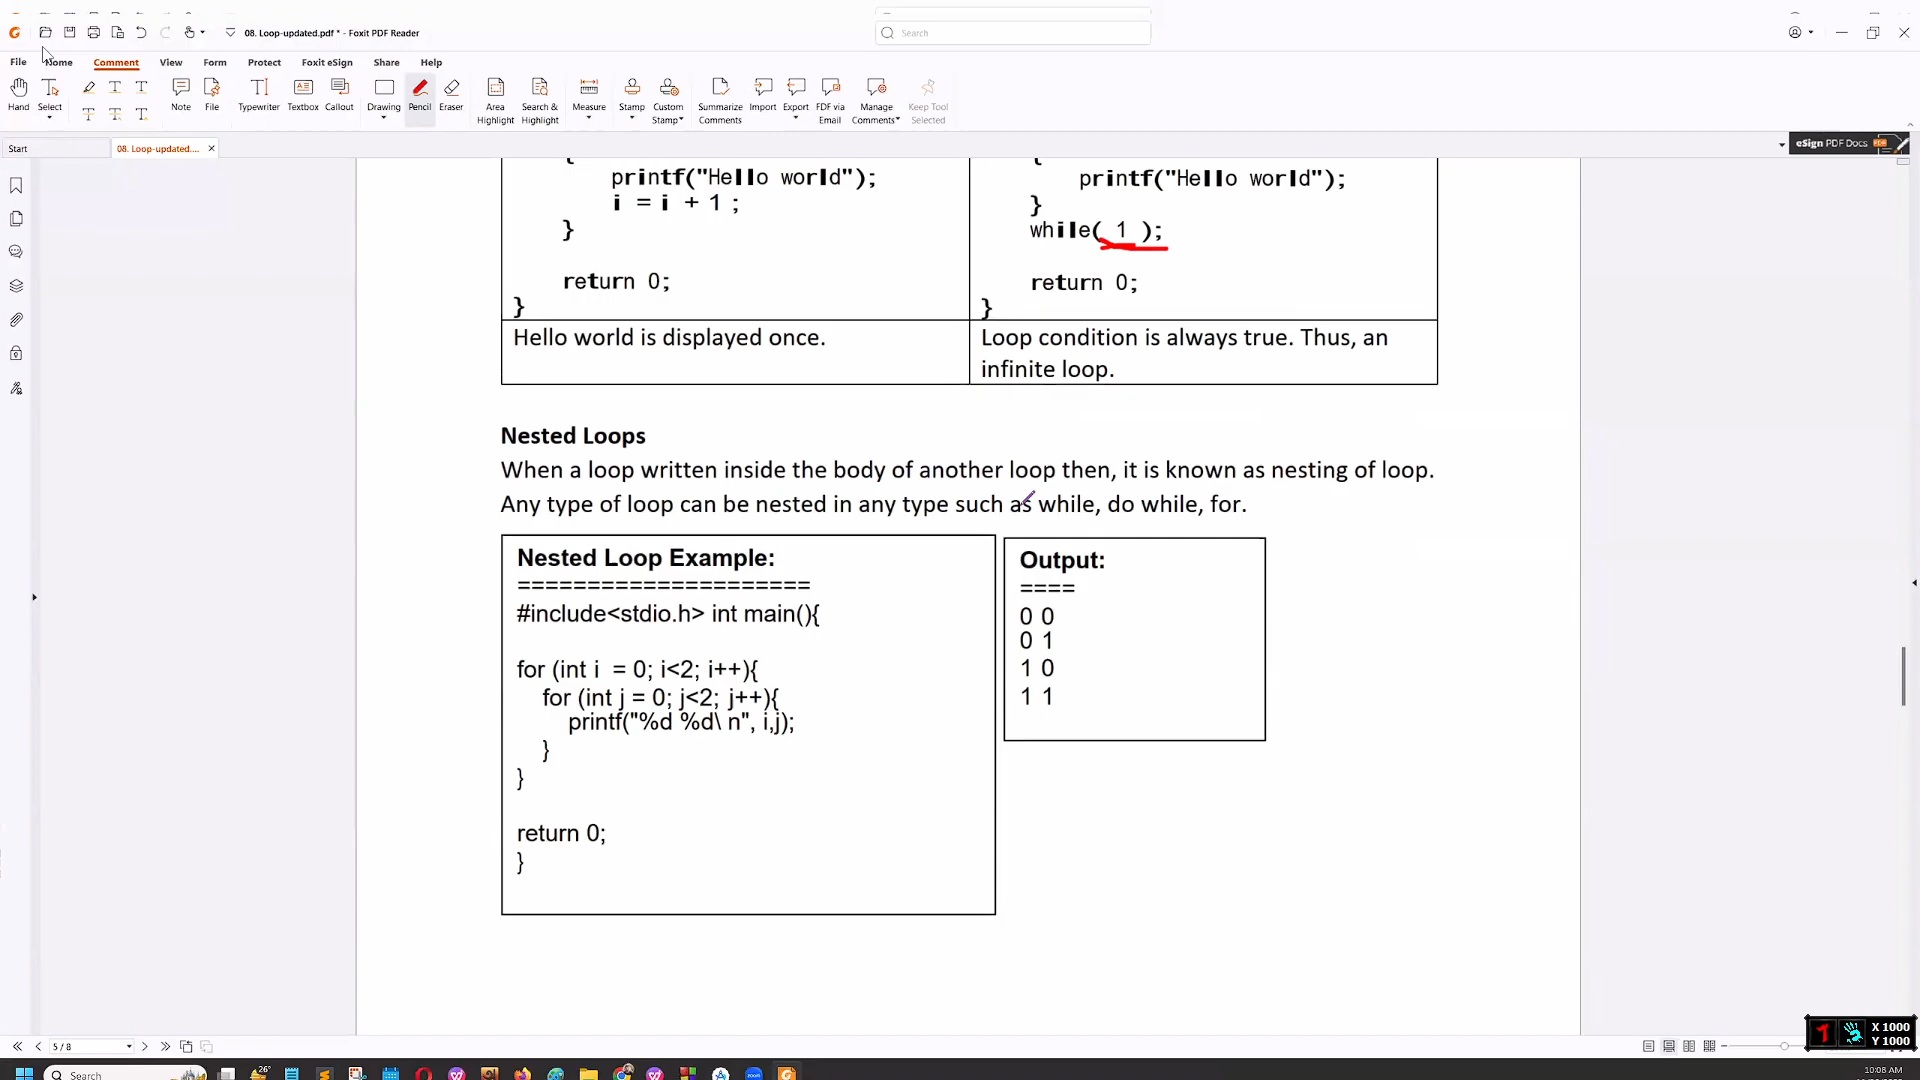 08. Loop-updated.pdf * - Foxit PDF Reader
Search
File Home Comment View Form Protect Foxit eSign Share Help
Hand Select Note File Typewriter Textbox Callout Drawing Pencil Eraser Area Highlight Search & Highlight Measure Stamp Custom Stamp Summarize Comments Import Export FDF via Email Manage Comments Keep Tool Selected
Start 08. Loop-updated....
eSign PDF Docs
{
printf("Hello world");
i = i + 1 ;
}
return 0;
}
Hello world is displayed once.
{
printf("Hello world");
}
while( 1 );
return 0;
}
Loop condition is always true. Thus, an
infinite loop.
Nested Loops
When a loop written inside the body of another loop then, it is known as nesting of loop.
Any type of loop can be nested in any type such as while, do while, for.
Nested Loop Example:
=====================
#include<stdio.h> int main(){
for (int i  = 0; i<2; i++){
for (int j = 0; j<2; j++){
printf("%d %d\ n", i,j);
}
}
return 0;
}
Output:
====
0 0
0 1
1 0
1 1
5 / 8
X 1000
Y 1000
Search
26°
10:08 AM